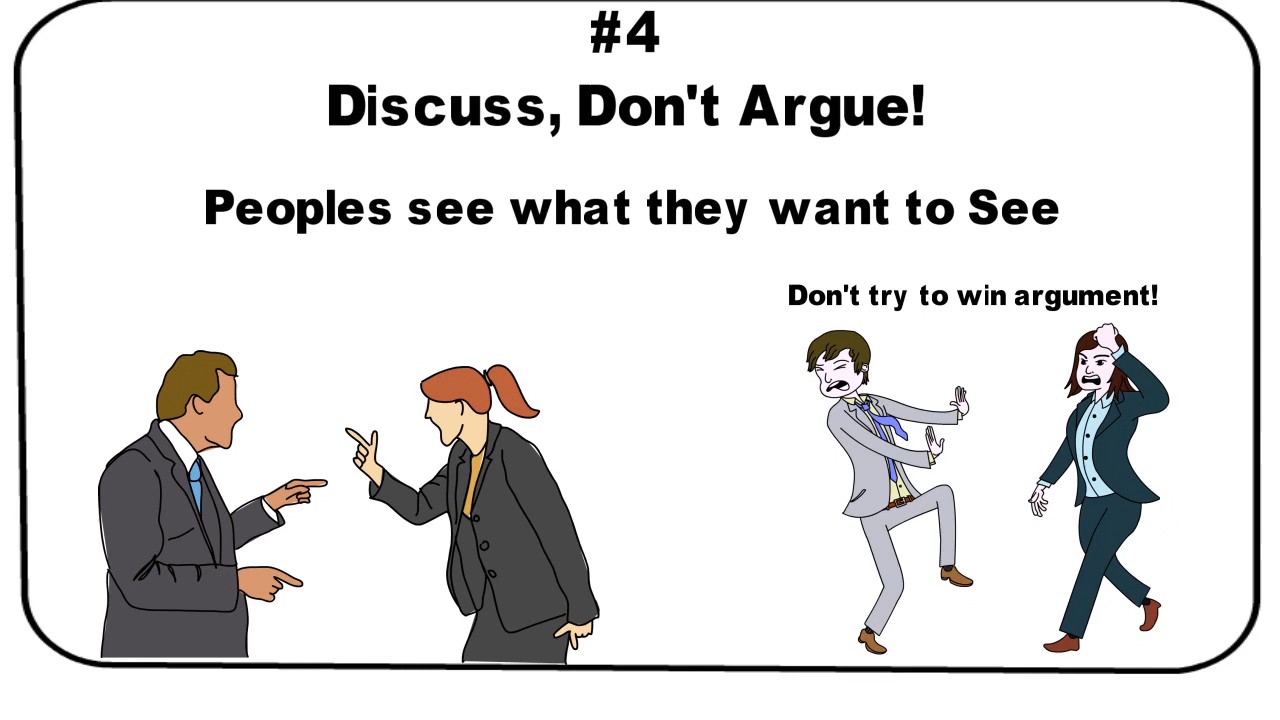 #4
Discuss, Don't Argue!
Peoples see what they want to See
Don't try to win argument!